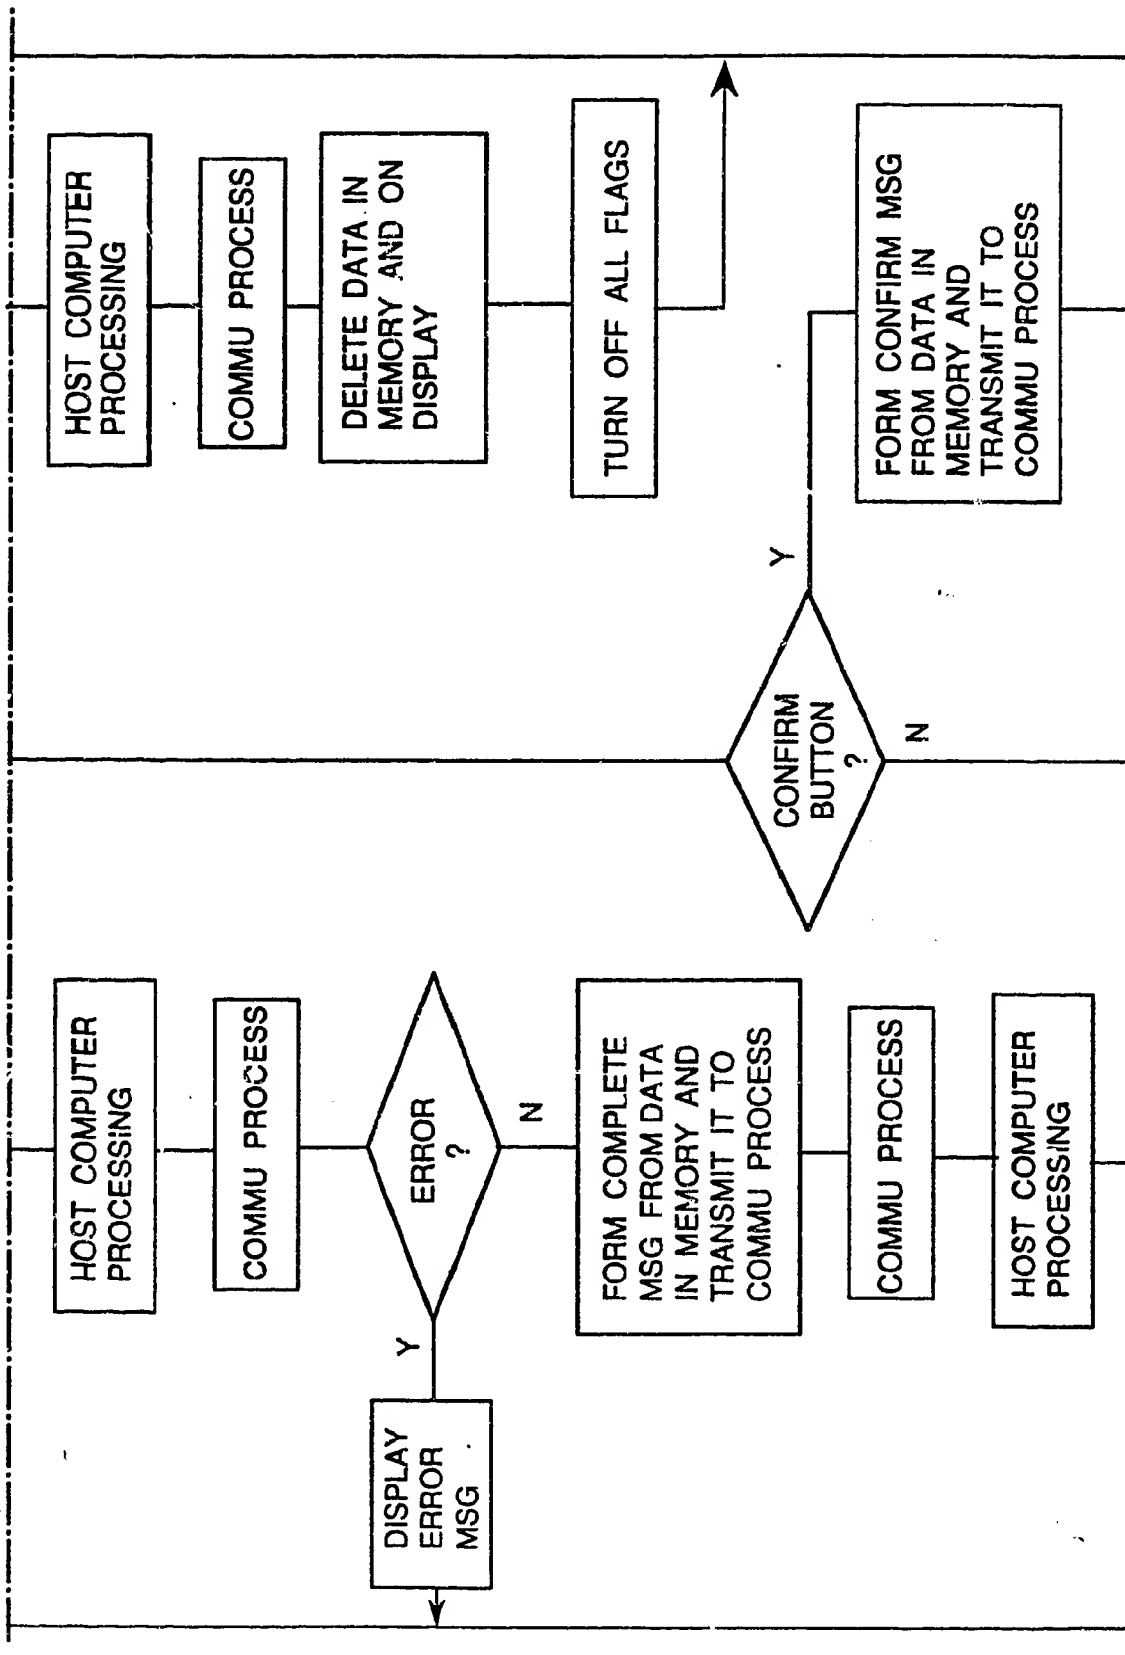 HOST COMPUTER
PROCESSING
COMMU PROCESS
ERROR
?
Y
N
DISPLAY
ERROR
MSG
FORM COMPLETE
MSG FROM DATA
IN MEMORY AND
TRANSMIT IT TO
COMMU PROCESS
COMMU PROCESS
HOST COMPUTER
PROCESSING
CONFIRM
BUTTON
?
Y
N
HOST COMPUTER
PROCESSING
COMMU PROCESS
DELETE DATA IN
MEMORY AND ON
DISPLAY
TURN OFF ALL FLAGS
FORM CONFIRM MSG
FROM DATA IN
MEMORY AND
TRANSMIT IT TO
COMMU PROCESS